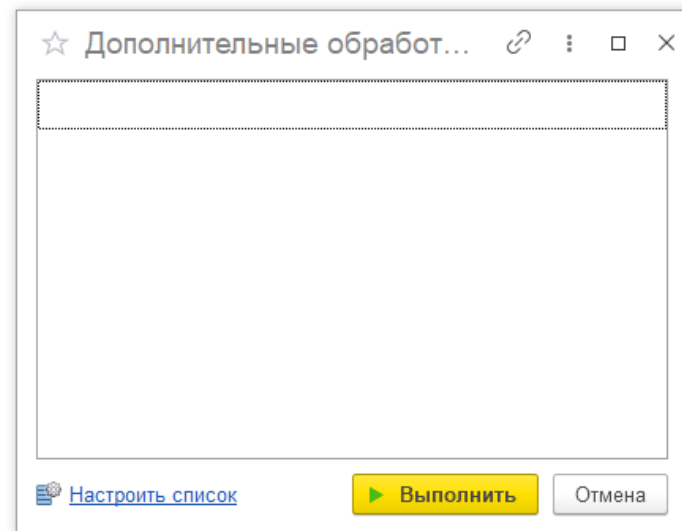 Дополнительные обработ...
Настроить список
Выполнить
Отмена